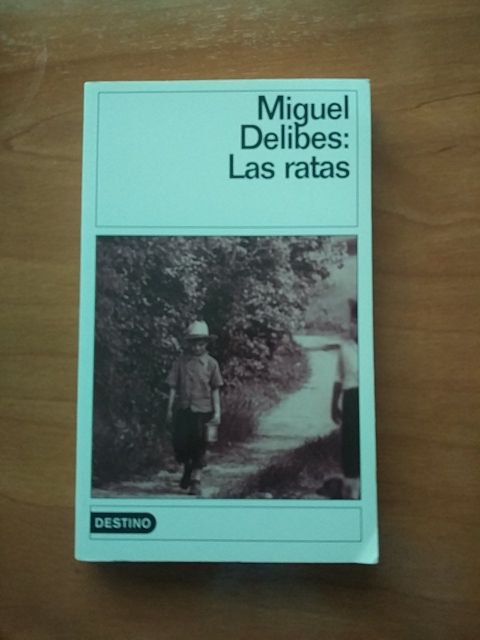 Miguel
Delibes:
Las ratas
DESTINO